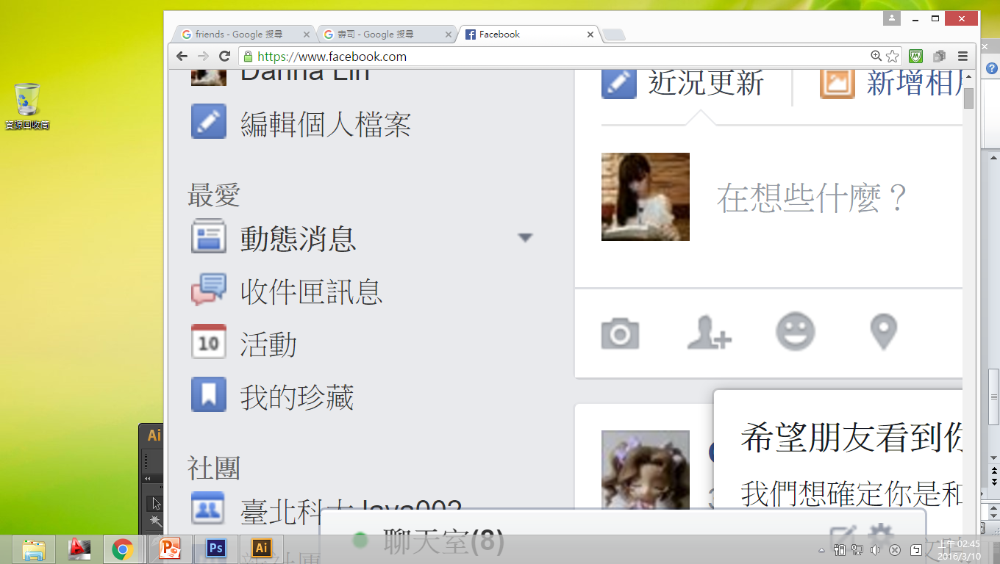 friends - Google 搜尋
壽司 - Google 搜尋
Facebook
https://www.facebook.com
資源回收筒
Danna Lin
編輯個人檔案
最愛
動態消息
收件匣訊息
10
活動
我的珍藏
社團
臺北科大Java002
近況更新
新增相片
在想些什麼？
希望朋友看到你
我們想確定你是和
聊天室(8)
Ai
Ps
Ai
上午 02:45
2016/3/10